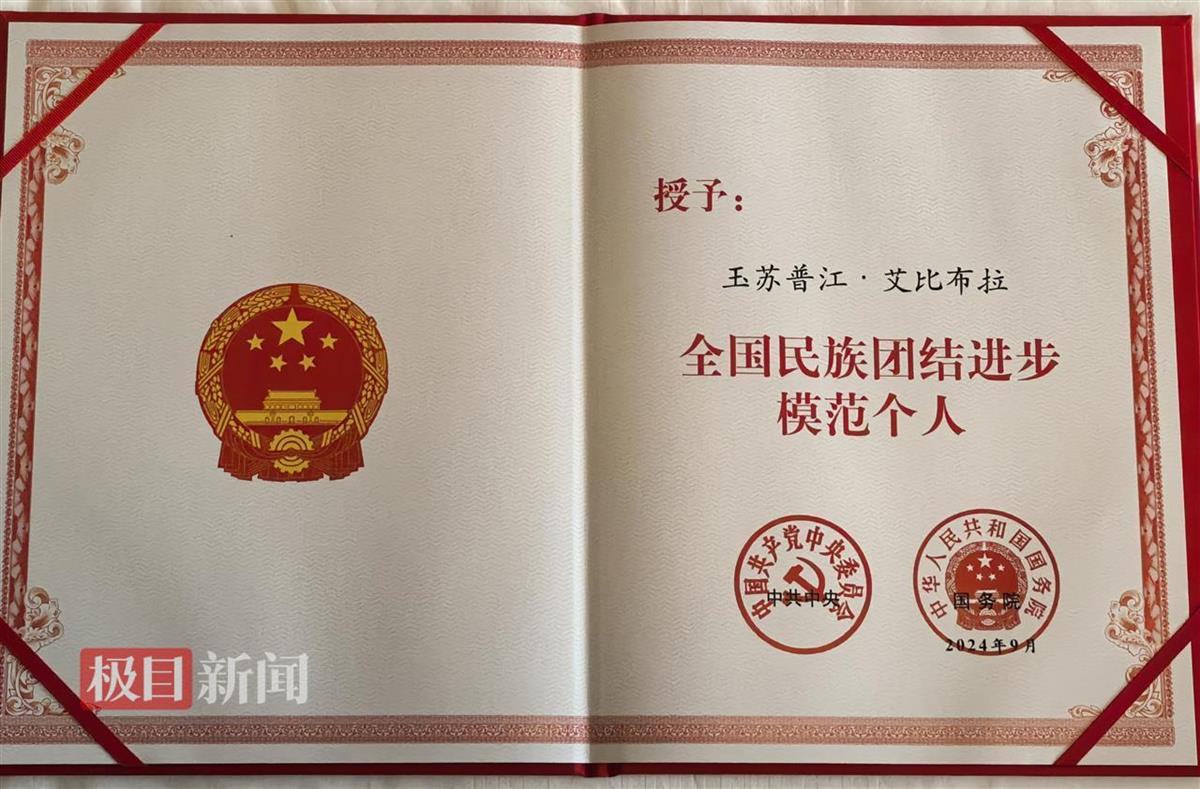 授予：
玉苏普江·艾比布拉
全国民族团结进步
模范个人
中国共产党中央委员会
中共中央
中华人民共和国国务院
国务院
2024年9月
极目新闻